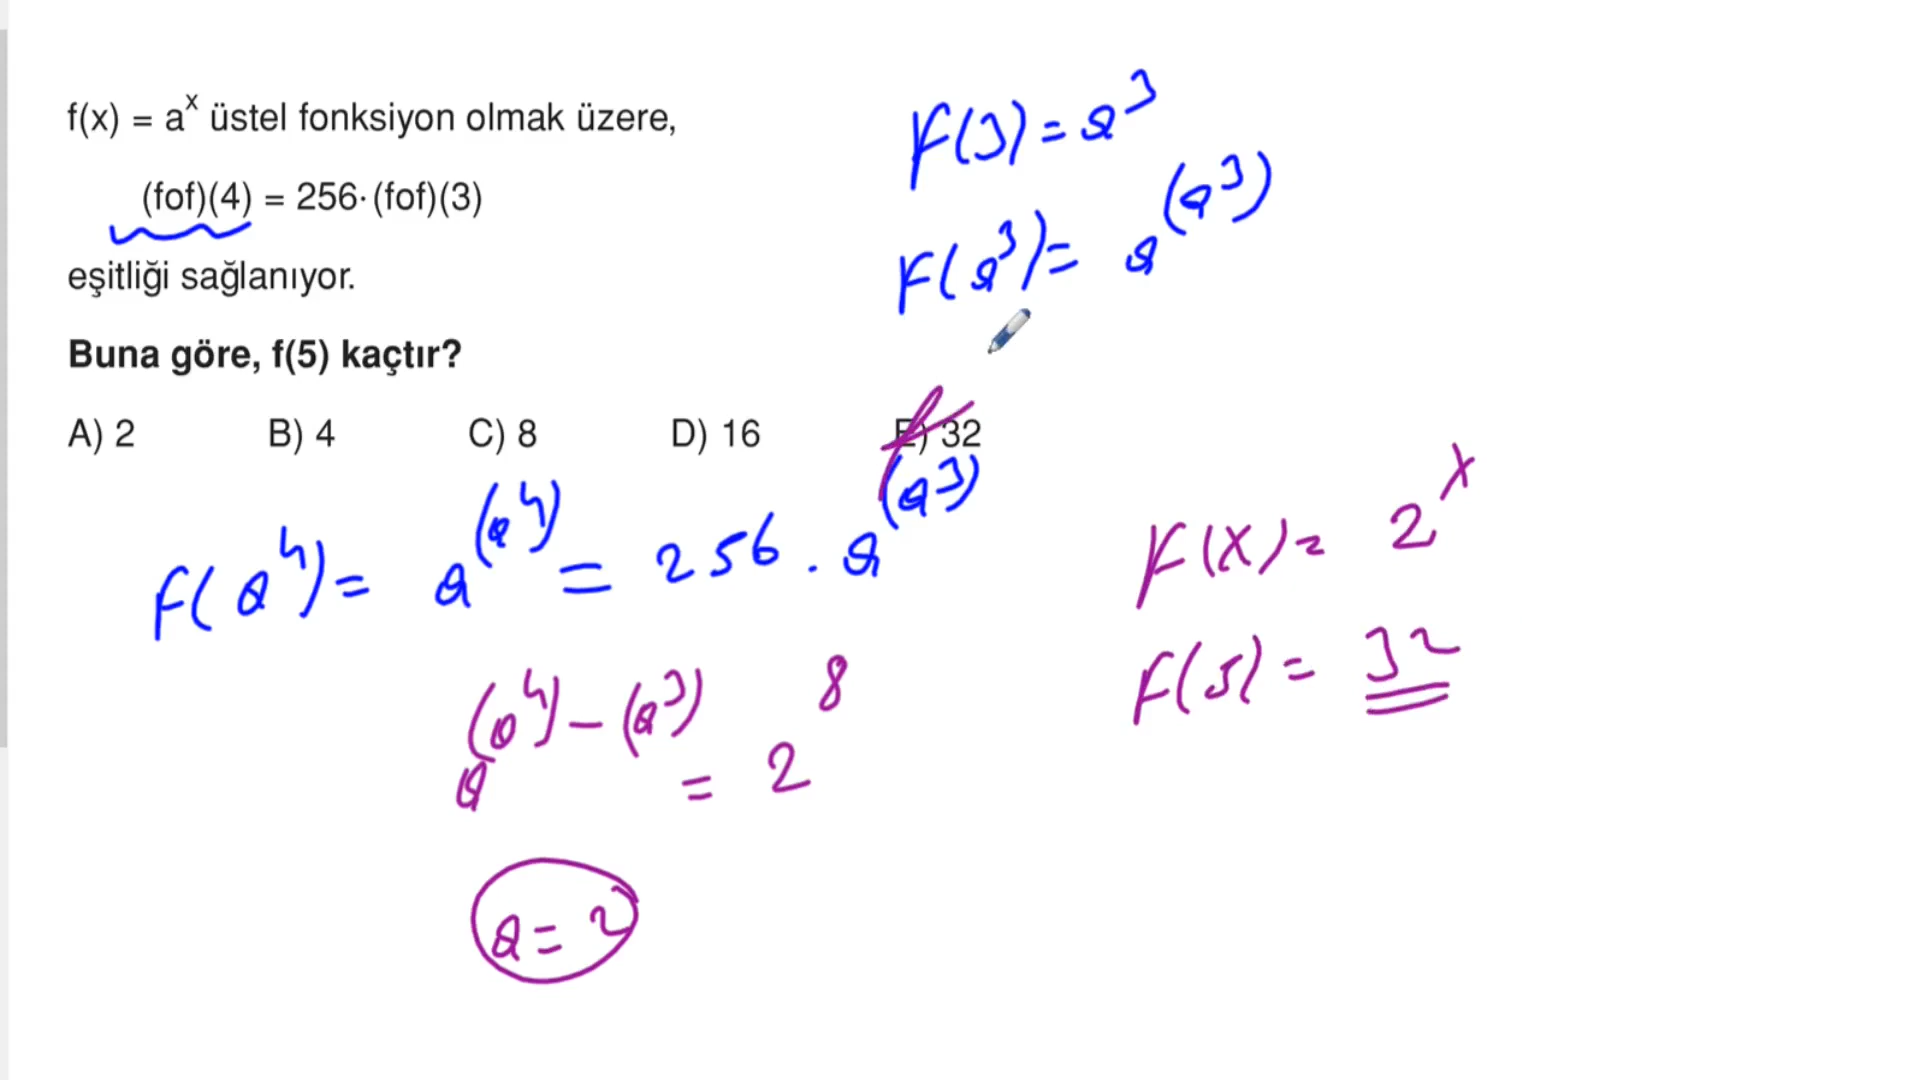 f(x) = aˣ üstel fonksiyon olmak üzere,
(fof)(4) = 256·(fof)(3)
eşitliği sağlanıyor.
Buna göre, f(5) kaçtır?
A) 2 B) 4 C) 8 D) 16 E) 32
F(3) = a^3
F(a^3) = a^(a^3)
F(a^4) = a^(a^4) = 256 . a^(a^3)
a^(a^4) - (a^3) = 2^8
a = 2
F(x) = 2^x
F(5) = 32